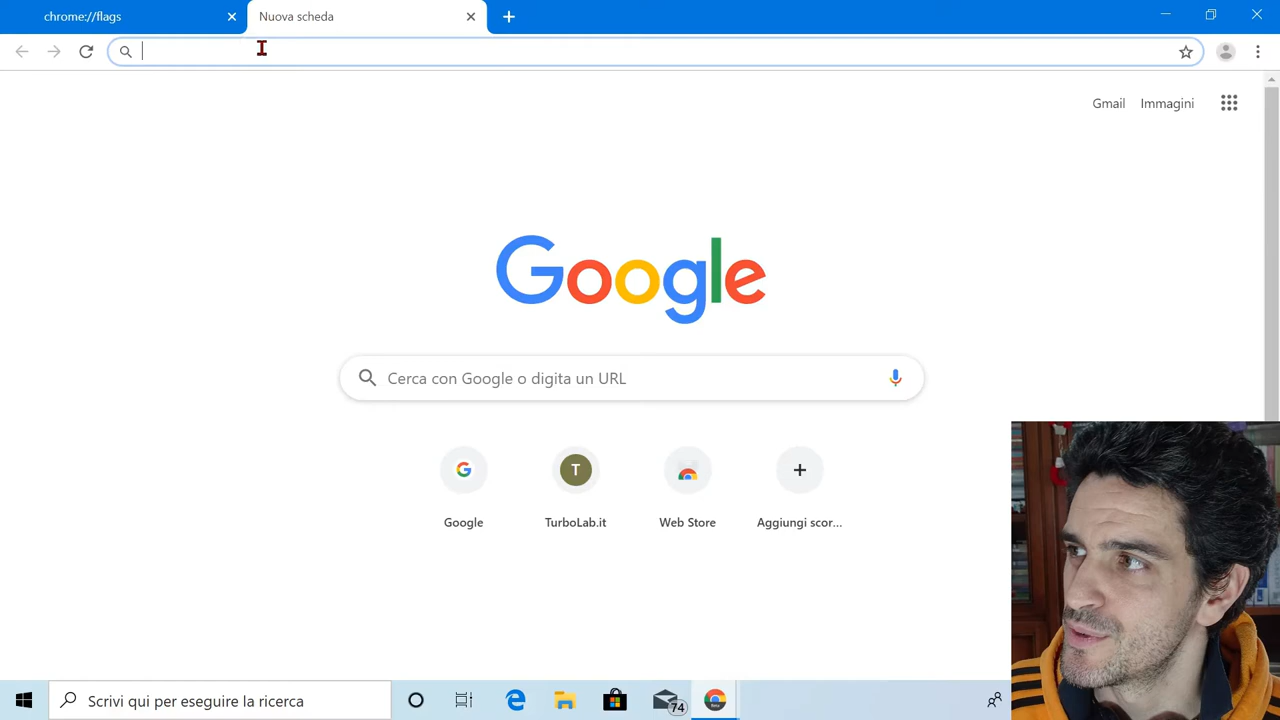 chrome://flags
Nuova scheda
Gmail
Immagini
Google
Cerca con Google o digita un URL
T
Google
TurboLab.it
Web Store
Aggiungi scor...
Scrivi qui per eseguire la ricerca
74
Beta